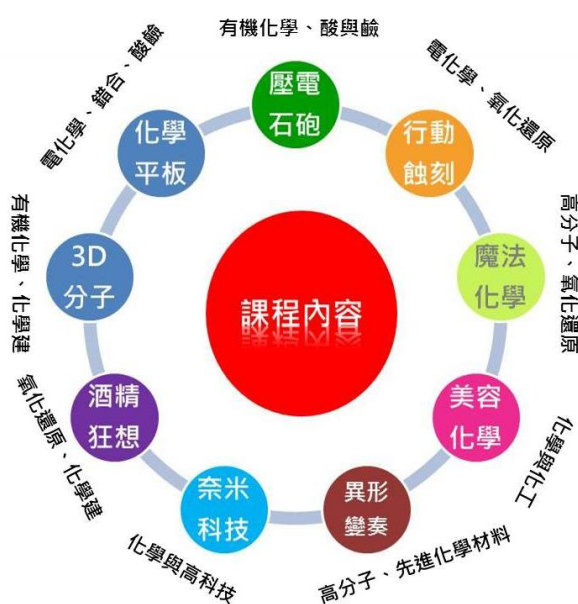 有機化學、酸與鹼
壓電
石砲
電化學、氧化還原
行動
蝕刻
高分子、氧化還原
魔法
化學
化學與化工
美容
化學
高分子、先進化學材料
異形
變奏
化學與高科技
奈米
科技
氧化還原、化學建
酒精
狂想
有機化學、化學建
3D
分子
電化學、錯合、酸鹼
化學
平板
課程內容